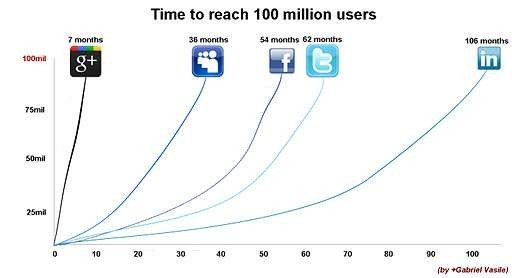 Time to reach 100 million users
7 months
36 months
54 months
62 months
106 months
100mil
g+
f
t
in
75mil
50mil
25mil
0 10 20 30 40 50 60 70 80 90 100
(by +Gabriel Vasile)